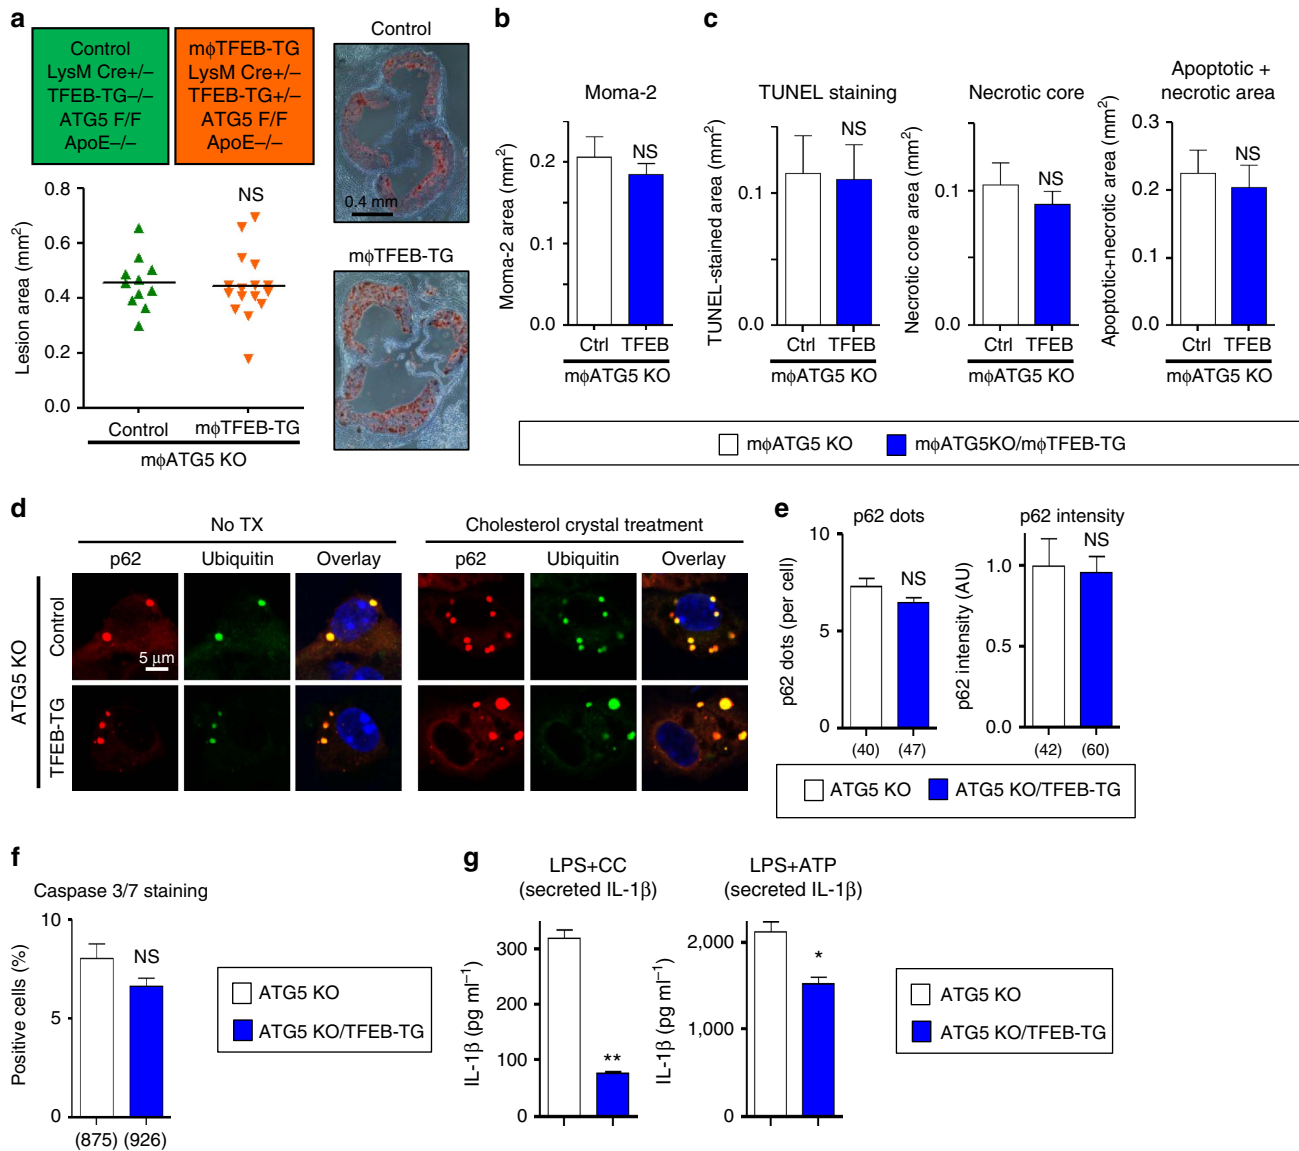 a
Control
LysM Cre+/–
TFEB-TG–/–
ATG5 F/F
ApoE–/–
mϕTFEB-TG
LysM Cre+/–
TFEB-TG+/–
ATG5 F/F
ApoE–/–
Control
0.4 mm
mϕTFEB-TG
Lesion area (mm²)
0.8
0.6
0.4
0.2
0.0
NS
Control
mϕTFEB-TG
mϕATG5 KO
b
Moma-2
Moma-2 area (mm²)
0.2
0.1
0.0
NS
Ctrl TFEB
mϕATG5 KO
c
TUNEL staining
TUNEL-stained area (mm²)
0.1
0.0
NS
Ctrl TFEB
mϕATG5 KO
Necrotic core
Necrotic core area (mm²)
0.1
0.0
NS
Ctrl TFEB
mϕATG5 KO
Apoptotic +
necrotic area
Apoptotic+necrotic area (mm²)
0.3
0.2
0.1
0.0
NS
Ctrl TFEB
mϕATG5 KO
mϕATG5 KO
mϕATG5KO/mϕTFEB-TG
d
No TX
Cholesterol crystal treatment
p62 Ubiquitin Overlay
p62 Ubiquitin Overlay
ATG5 KO
Control
TFEB-TG
5 μm
e
p62 dots
p62 dots (per cell)
10
5
0
NS
(40) (47)
p62 intensity
p62 intensity (AU)
1.0
0.5
0.0
NS
(42) (60)
ATG5 KO
ATG5 KO/TFEB-TG
f
Caspase 3/7 staining
Positive cells (%)
10
5
0
NS
(875) (926)
ATG5 KO
ATG5 KO/TFEB-TG
g
LPS+CC
(secreted IL-1β)
IL-1β (pg ml⁻¹)
300
200
100
0
**
LPS+ATP
(secreted IL-1β)
IL-1β (pg ml⁻¹)
2,000
1,000
0
*
ATG5 KO
ATG5 KO/TFEB-TG